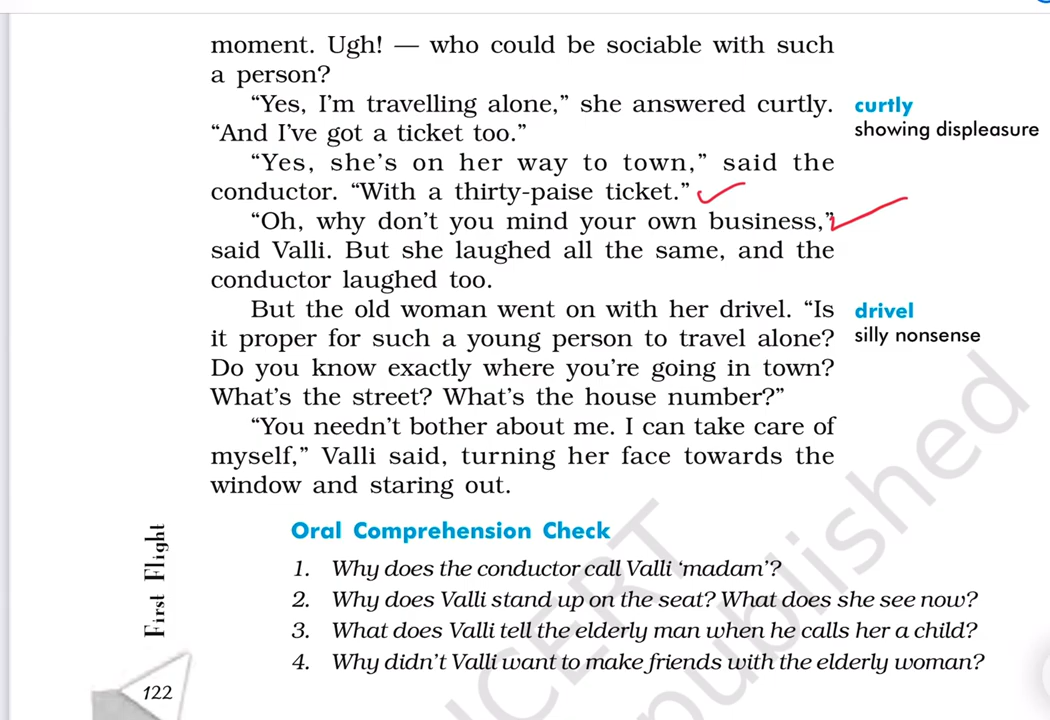 moment. Ugh! — who could be sociable with such
a person?
“Yes, I’m travelling alone,” she answered curtly.
“And I’ve got a ticket too.”
curtly
showing displeasure
“Yes, she’s on her way to town,” said the
conductor. “With a thirty-paise ticket.”
“Oh, why don’t you mind your own business,”
said Valli. But she laughed all the same, and the
conductor laughed too.
But the old woman went on with her drivel. “Is
it proper for such a young person to travel alone?
Do you know exactly where you’re going in town?
What’s the street? What’s the house number?”
drivel
silly nonsense
“You needn’t bother about me. I can take care of
myself,” Valli said, turning her face towards the
window and staring out.
Oral Comprehension Check
1. Why does the conductor call Valli ‘madam’?
2. Why does Valli stand up on the seat? What does she see now?
3. What does Valli tell the elderly man when he calls her a child?
4. Why didn’t Valli want to make friends with the elderly woman?
First Flight
122
NCERT
published